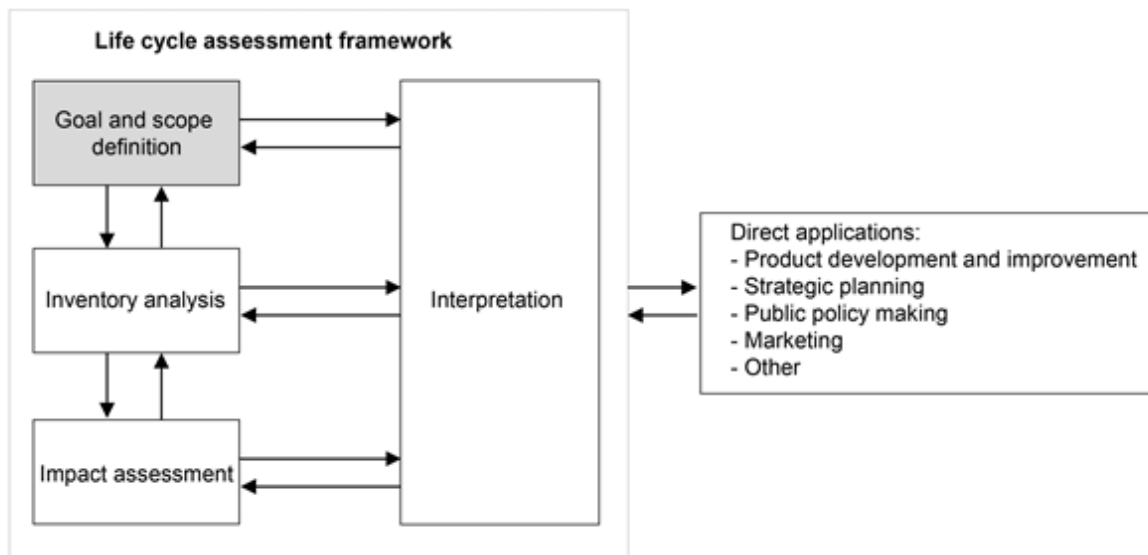 Life cycle assessment framework
Goal and scope
definition
Inventory analysis
Impact assessment
Interpretation
Direct applications:
- Product development and improvement
- Strategic planning
- Public policy making
- Marketing
- Other